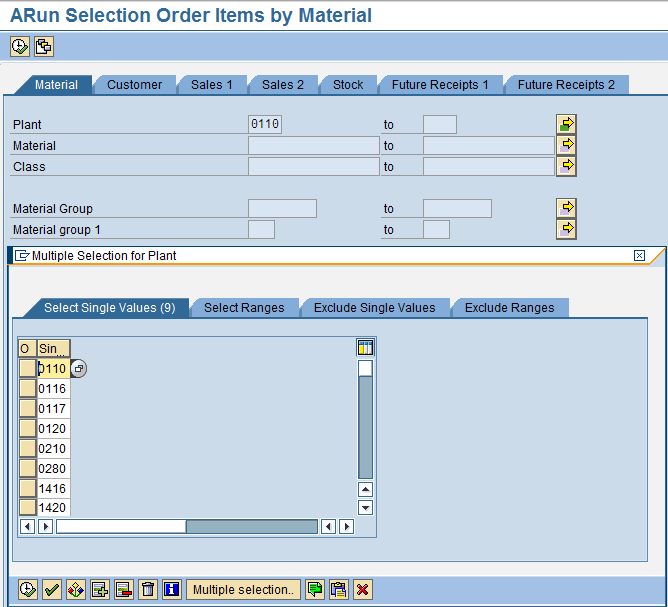 ARun Selection Order Items by Material
Material Customer Sales 1 Sales 2 Stock Future Receipts 1 Future Receipts 2
Plant 0110 to
Material to
Class to
Material Group to
Material group 1 to
Multiple Selection for Plant
Select Single Values (9) Select Ranges Exclude Single Values Exclude Ranges
O Sin...
0110
0116
0117
0120
0210
0280
1416
1420
Multiple selection..